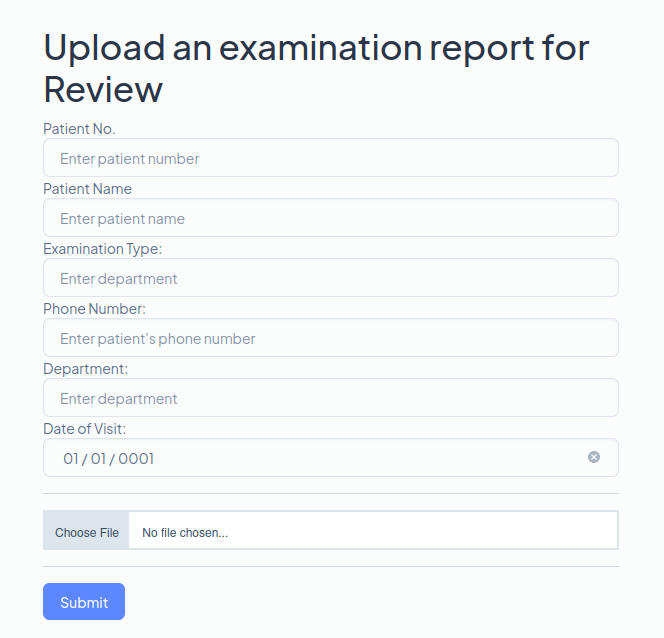 Upload an examination report for
Review
Patient No.
Enter patient number
Patient Name
Enter patient name
Examination Type:
Enter department
Phone Number:
Enter patient's phone number
Department:
Enter department
Date of Visit:
01 / 01 / 0001
Choose File No file chosen...
Submit